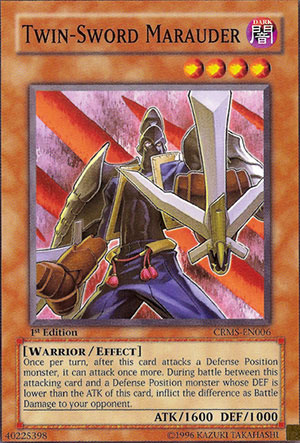 TWIN-SWORD MARAUDER
DARK
闇
1st Edition
CRMS-EN006
[WARRIOR / EFFECT]
Once per turn, after this card attacks a Defense Position
monster, it can attack once more. During battle between this
attacking card and a Defense Position monster whose DEF is
lower than the ATK of this card, inflict the difference as Battle
Damage to your opponent.
ATK/1600 DEF/1000
40225398
©1996 KAZUKI TAKAHASHI